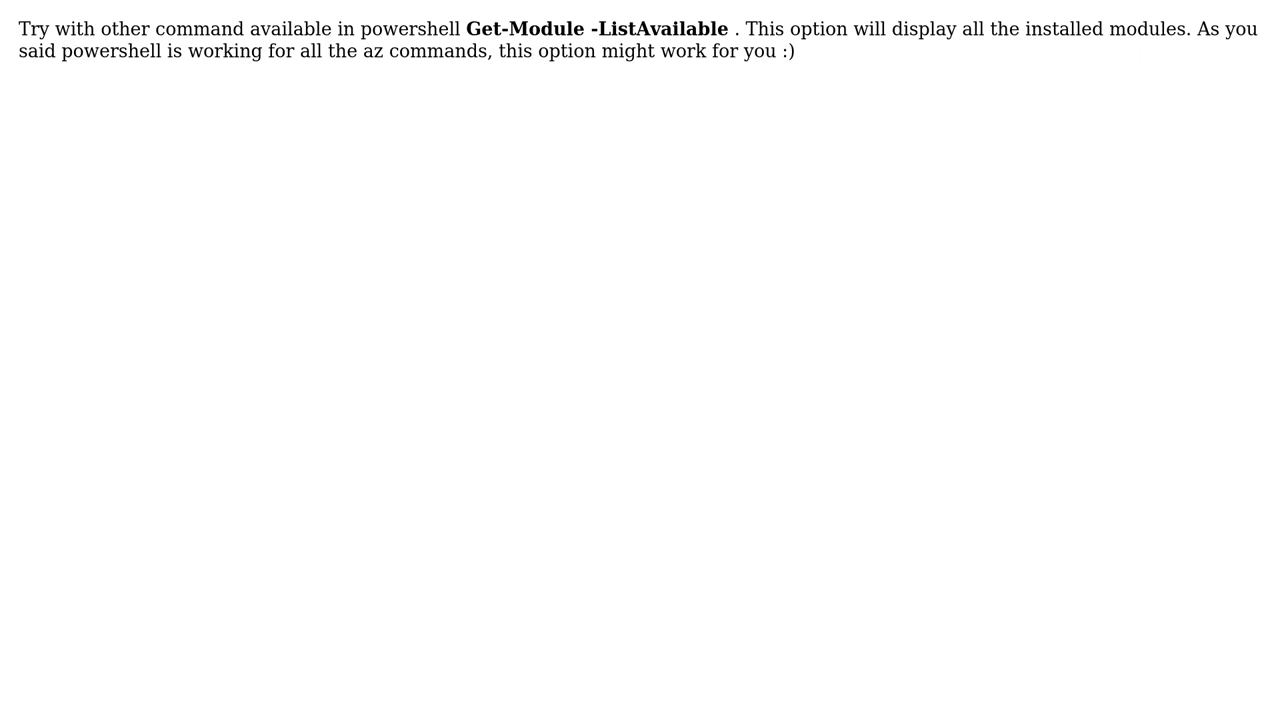 Try with other command available in powershell Get-Module -ListAvailable . This option will display all the installed modules. As you
said powershell is working for all the az commands, this option might work for you :)